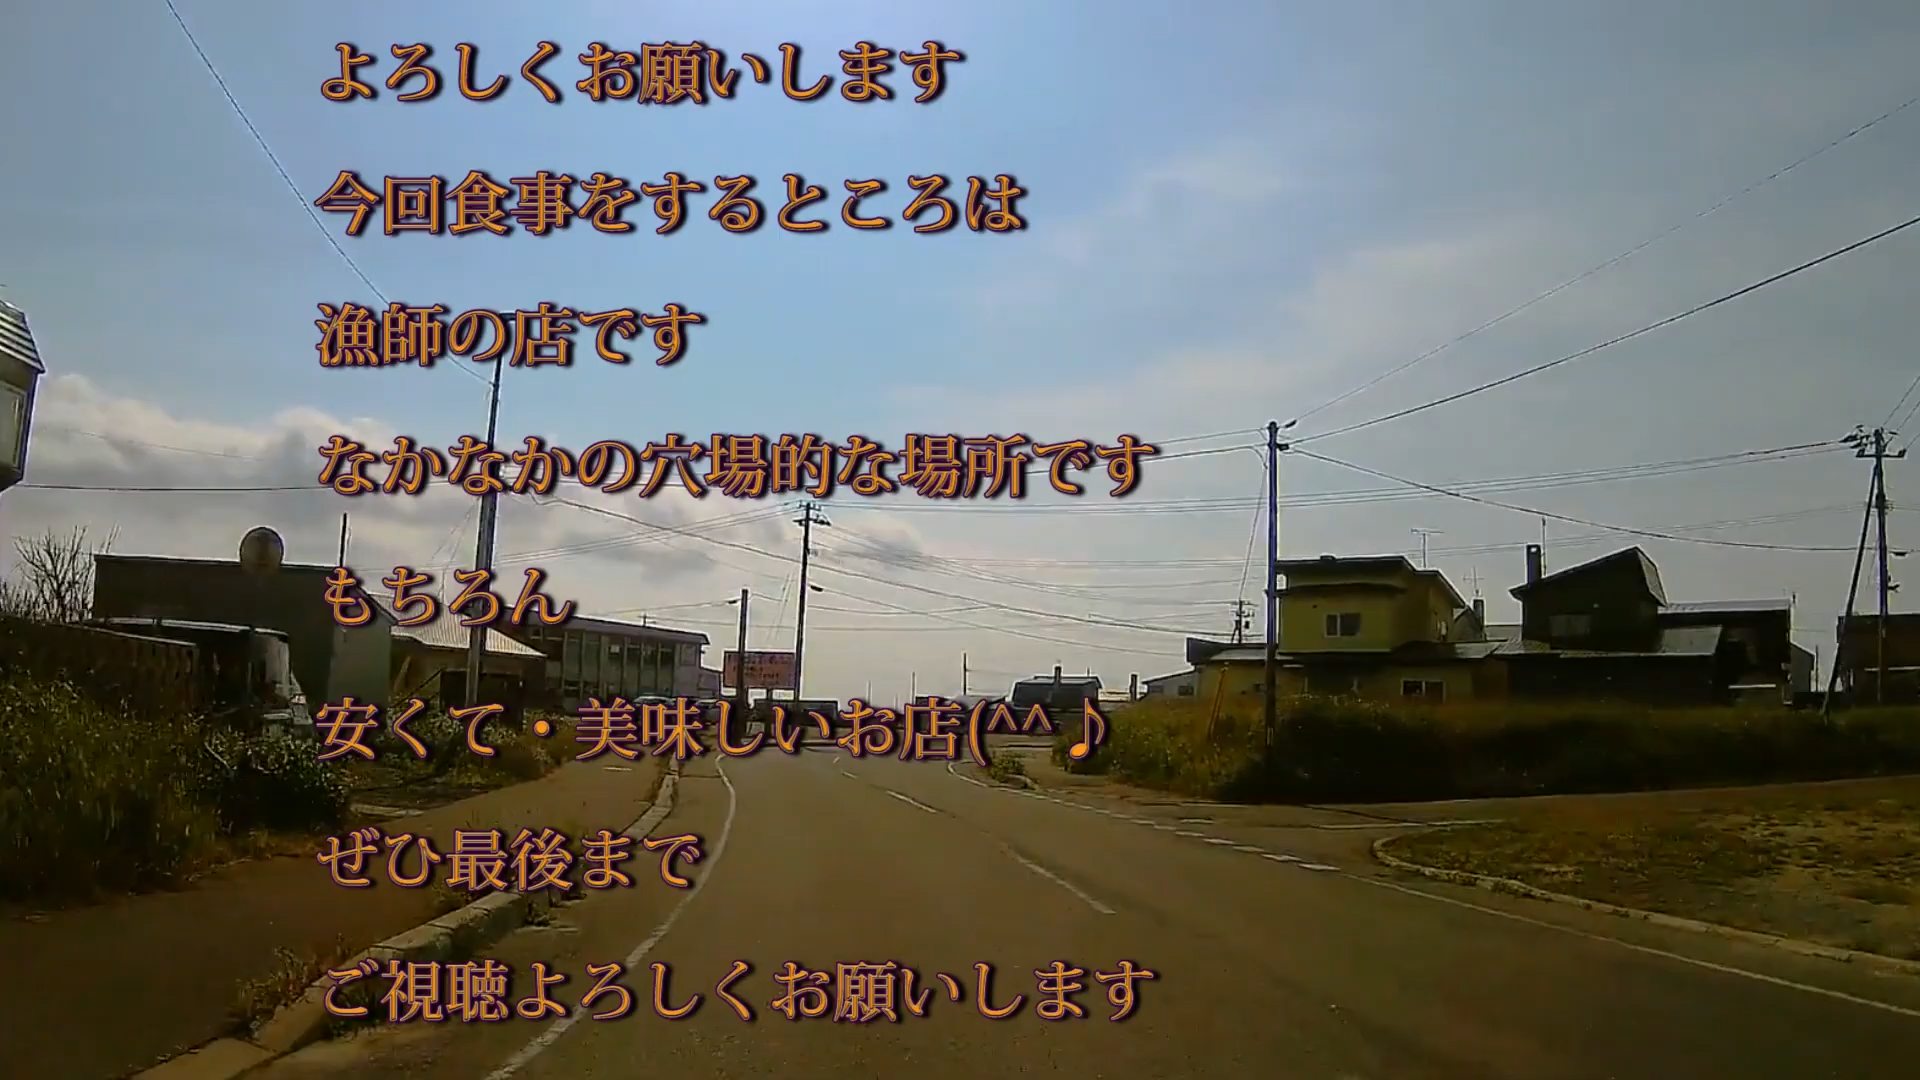 よろしくお願いします
今回食事をするところは
漁師の店です
なかなかの穴場的な場所です
もちろん
安くて・美味しいお店(^^♪
ぜひ最後まで
ご視聴よろしくお願いします